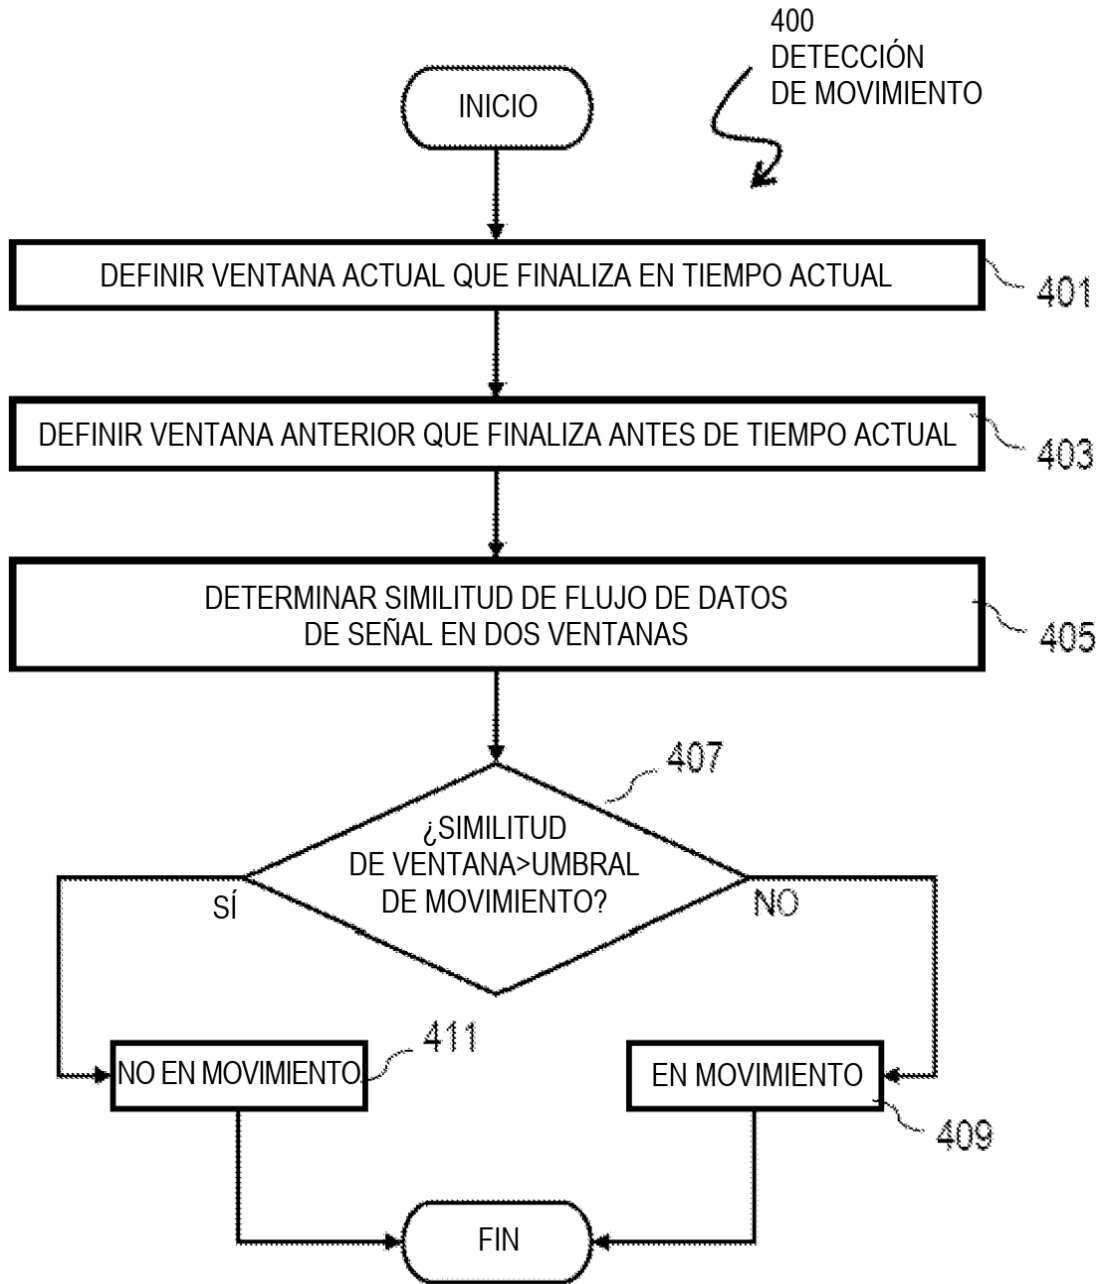 400
DETECCIÓN
DE MOVIMIENTO
INICIO
DEFINIR VENTANA ACTUAL QUE FINALIZA EN TIEMPO ACTUAL
401
DEFINIR VENTANA ANTERIOR QUE FINALIZA ANTES DE TIEMPO ACTUAL
403
DETERMINAR SIMILITUD DE FLUJO DE DATOS
DE SEÑAL EN DOS VENTANAS
405
407
¿SIMILITUD
DE VENTANA>UMBRAL
DE MOVIMIENTO?
SÍ
NO
NO EN MOVIMIENTO
411
EN MOVIMIENTO
409
FIN